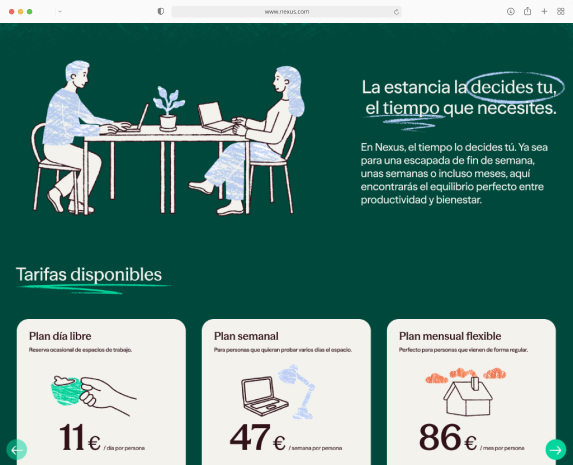 www.nexus.com
La estancia la decides tu,
el tiempo que necesites.
En Nexus, el tiempo lo decides tú. Ya sea
para una escapada de fin de semana,
unas semanas o incluso meses, aquí
encontrarás el equilibrio perfecto entre
productividad y bienestar.
Tarifas disponibles
Plan día libre
Reserva ocasional de espacios de trabajo.
11 € / día por persona
Plan semanal
Para personas que quieran probar varios días el espacio.
47 € / semana por persona
Plan mensual flexible
Perfecto para personas que vienen de forma regular.
86 € / mes por persona